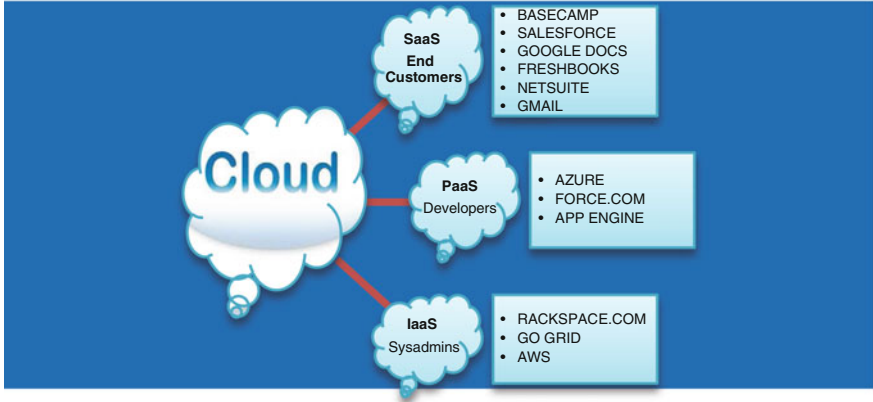 Cloud
SaaS
End
Customers
• BASECAMP
• SALESFORCE
• GOOGLE DOCS
• FRESHBOOKS
• NETSUITE
• GMAIL
PaaS
Developers
• AZURE
• FORCE.COM
• APP ENGINE
IaaS
Sysadmins
• RACKSPACE.COM
• GO GRID
• AWS